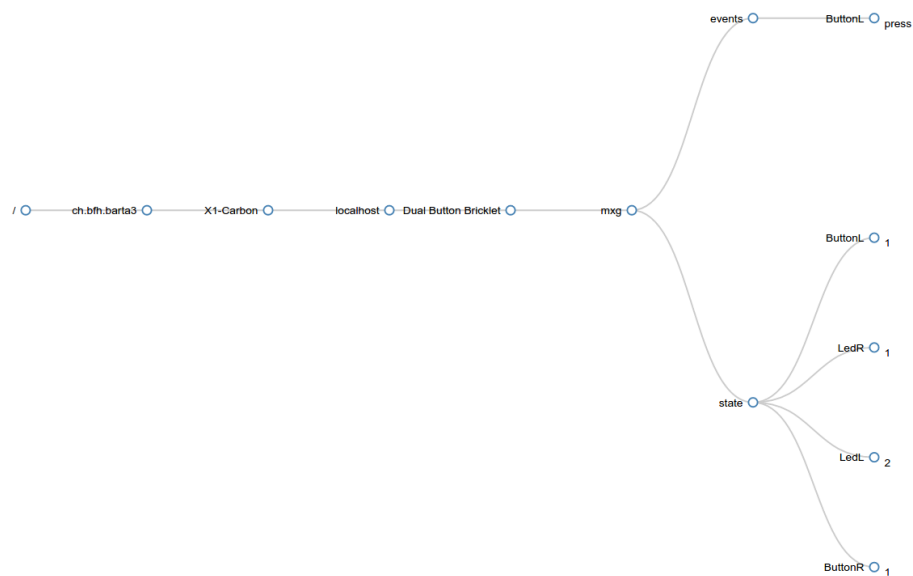 events
ButtonL
press
/
ch.bfh.barta3
X1-Carbon
localhost
Dual Button Bricklet
mxg
ButtonL
1
LedR
1
state
LedL
2
ButtonR
1